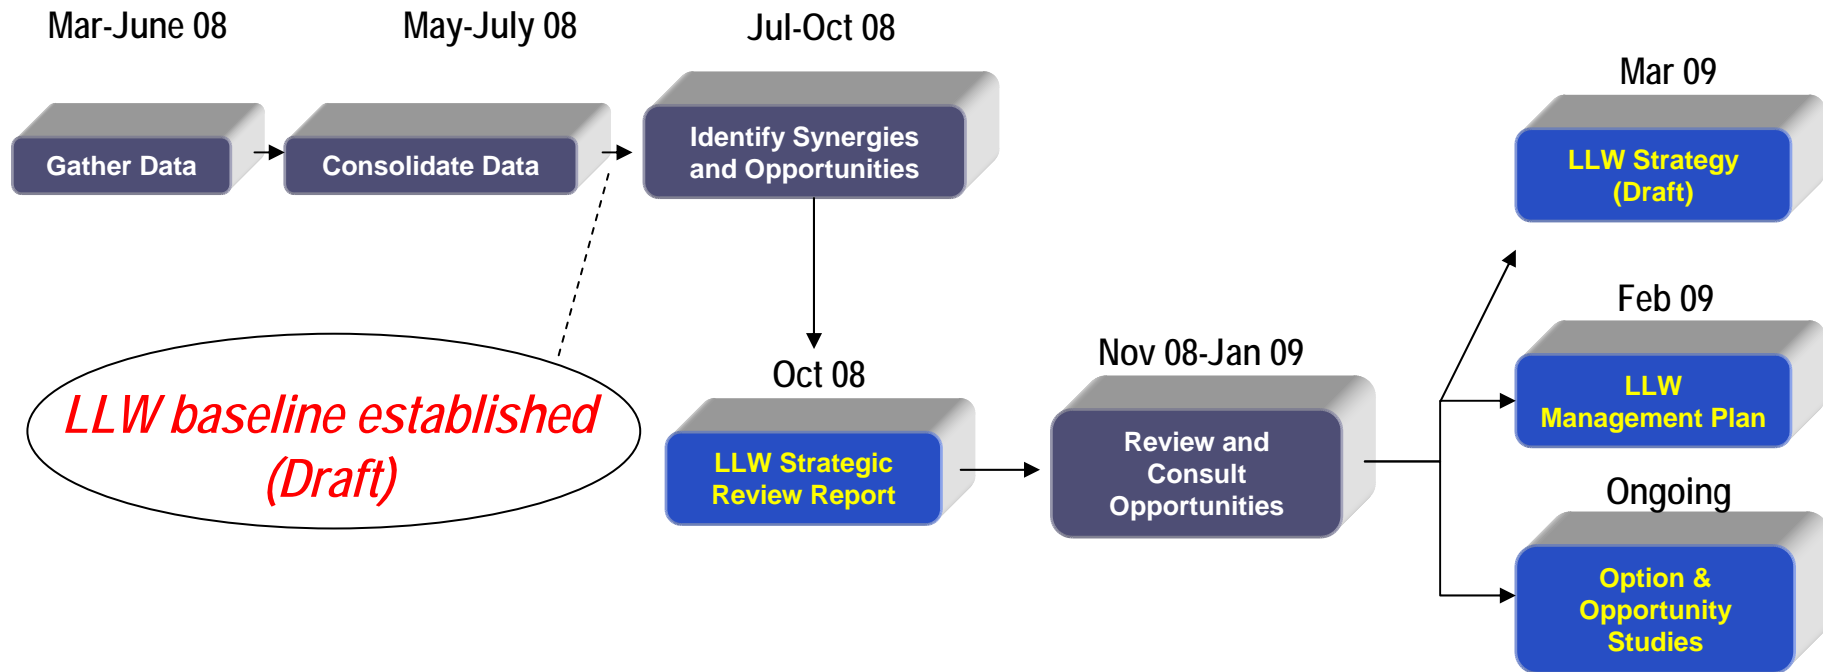 Mar-June 08
May-July 08
Jul-Oct 08
Gather Data
Consolidate Data
Identify Synergies
and Opportunities
LLW baseline established
(Draft)
Oct 08
LLW Strategic
Review Report
Nov 08-Jan 09
Review and
Consult
Opportunities
Mar 09
LLW Strategy
(Draft)
Feb 09
LLW
Management Plan
Ongoing
Option &
Opportunity
Studies